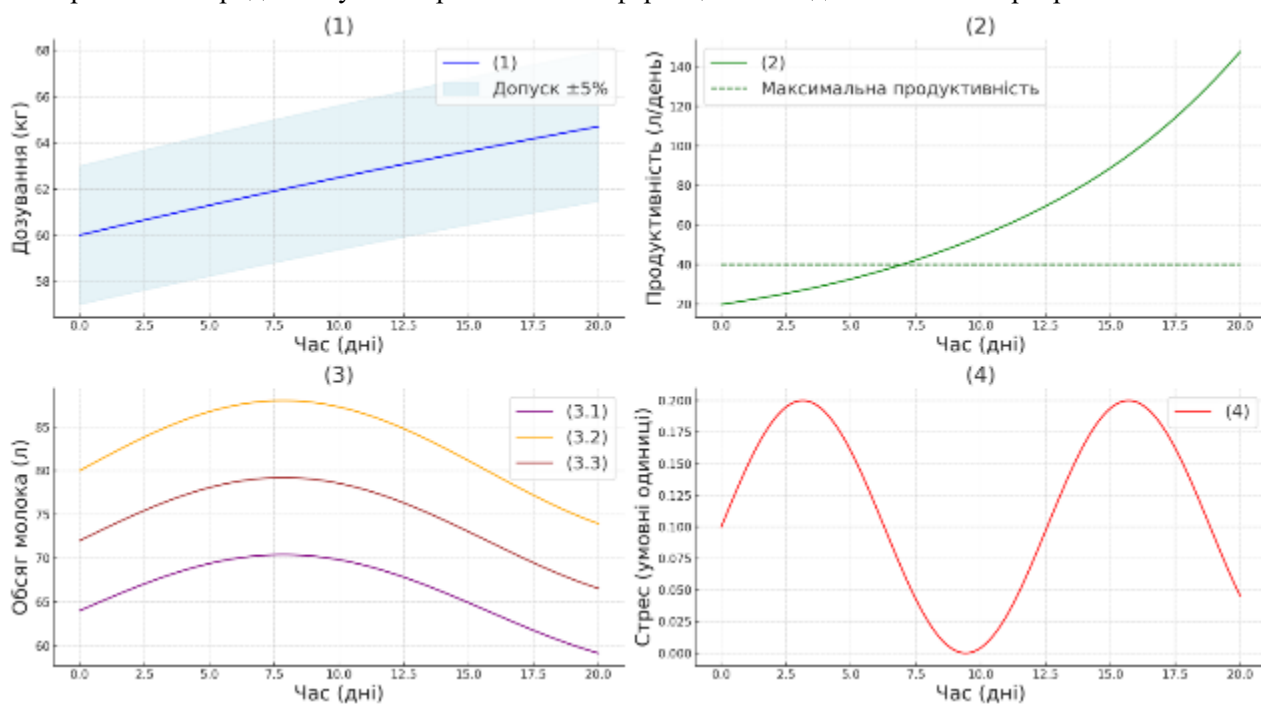 (1)
68
66
64
62
60
58
Дозування (кг)
(1)
Допуск ±5%
0.0 2.5 5.0 7.5 10.0 12.5 15.0 17.5 20.0
Час (дні)
(2)
140
120
100
80
60
40
20
Продуктивність (л/день)
(2)
Максимальна продуктивність
0.0 2.5 5.0 7.5 10.0 12.5 15.0 17.5 20.0
Час (дні)
(3)
85
80
75
70
65
60
Обсяг молока (л)
(3.1)
(3.2)
(3.3)
0.0 2.5 5.0 7.5 10.0 12.5 15.0 17.5 20.0
Час (дні)
(4)
0.200
0.175
0.150
0.125
0.100
0.075
0.050
0.025
0.000
Стрес (умовні одиниці)
(4)
0.0 2.5 5.0 7.5 10.0 12.5 15.0 17.5 20.0
Час (дні)